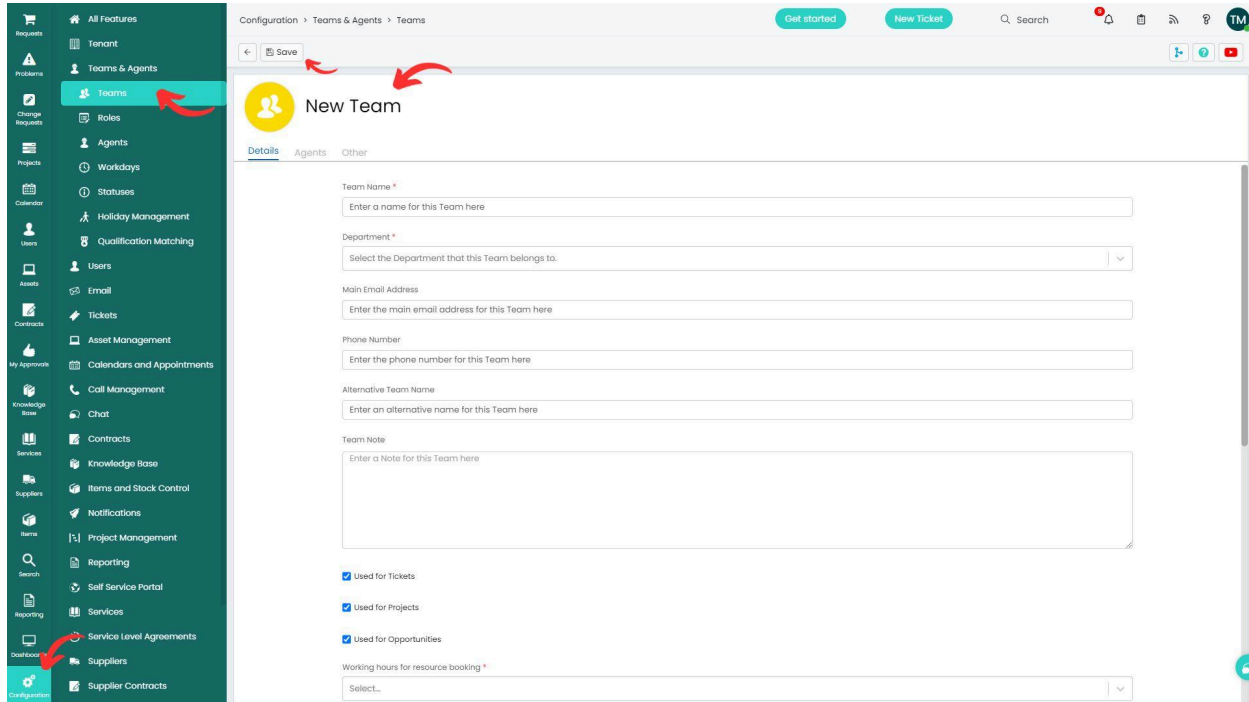 Requests
Problems
Change
Requests
Projects
Calendar
Users
Assets
Contracts
My Approvals
Knowledge
Base
Services
Suppliers
Items
Search
Reporting
Configuration
All Features
Tenant
Teams & Agents
Teams
Roles
Agents
Workdays
Statuses
Holiday Management
Qualification Matching
Users
Email
Tickets
Asset Management
Calendars and Appointments
Call Management
Chat
Contracts
Knowledge Base
Items and Stock Control
Notifications
Project Management
Reporting
Self Service Portal
Services
Service Level Agreements
Suppliers
Supplier Contracts
Configuration > Teams & Agents > Teams
Get started
New Ticket
Search
9
TM
Save
New Team
Details Agents Other
Team Name *
Enter a name for this Team here
Department *
Select the Department that this Team belongs to.
Main Email Address
Enter the main email address for this Team here
Phone Number
Enter the phone number for this Team here
Alternative Team Name
Enter an alternative name for this Team here
Team Note
Enter a Note for this Team here
Used for Tickets
Used for Projects
Used for Opportunities
Working hours for resource booking *
Select...